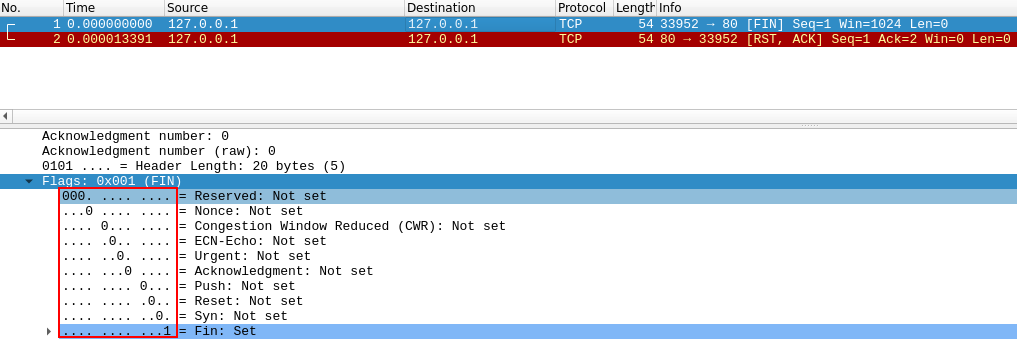 No. Time Source Destination Protocol Length Info
1 0.000000000 127.0.0.1 127.0.0.1 TCP 54 33952 → 80 [FIN] Seq=1 Win=1024 Len=0
2 0.000013391 127.0.0.1 127.0.0.1 TCP 54 80 → 33952 [RST, ACK] Seq=1 Ack=2 Win=0 Len=0
Acknowledgment number: 0
Acknowledgment number (raw): 0
0101 .... = Header Length: 20 bytes (5)
Flags: 0x001 (FIN)
000. .... .... = Reserved: Not set
...0 .... .... = Nonce: Not set
.... 0... .... = Congestion Window Reduced (CWR): Not set
.... .0.. .... = ECN-Echo: Not set
.... ..0. .... = Urgent: Not set
.... ...0 .... = Acknowledgment: Not set
.... .... 0... = Push: Not set
.... .... .0.. = Reset: Not set
.... .... ..0. = Syn: Not set
.... .... ...1 = Fin: Set